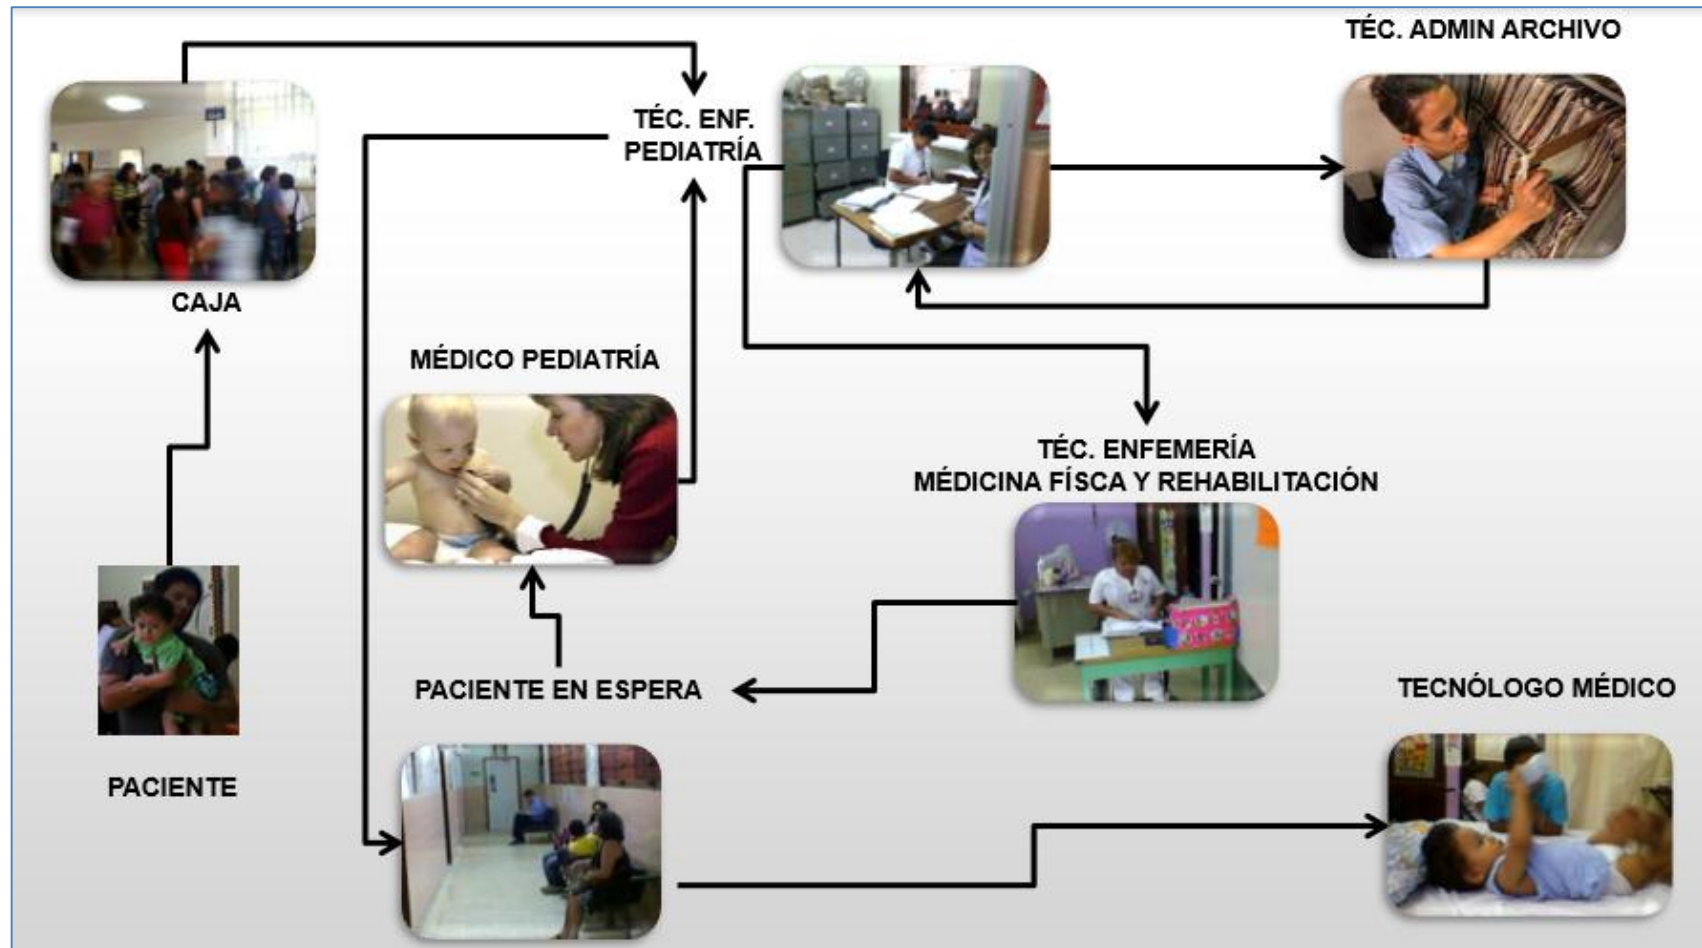 TÉC. ADMIN ARCHIVO
TÉC. ENF.
PEDIATRÍA
CAJA
MÉDICO PEDIATRÍA
TÉC. ENFEMERÍA
MÉDICINA FÍSCA Y REHABILITACIÓN
PACIENTE EN ESPERA
TECNÓLOGO MÉDICO
PACIENTE